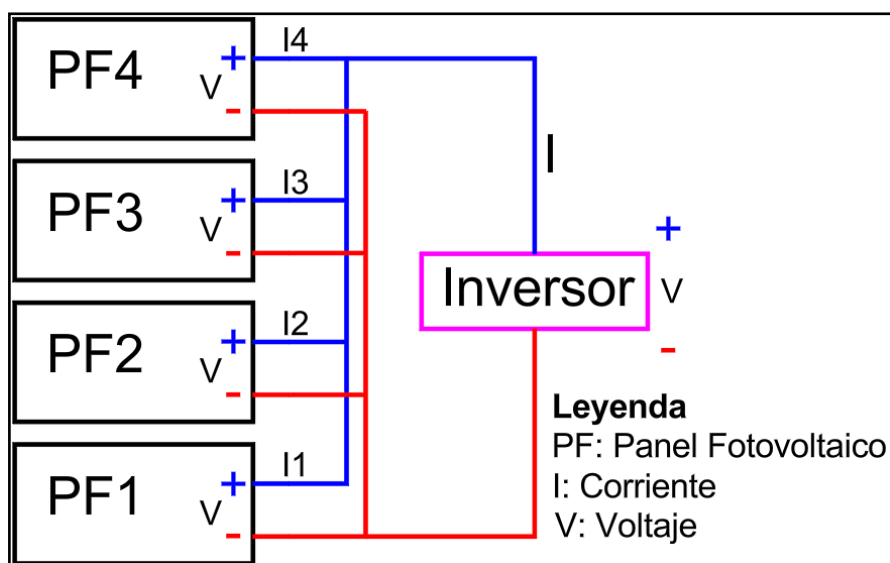 PF4
V
+
-
I4
PF3
V
+
-
I3
PF2
V
+
-
I2
PF1
V
+
-
I1
I
Inversor
+
V
-
Leyenda
PF: Panel Fotovoltaico
I: Corriente
V: Voltaje